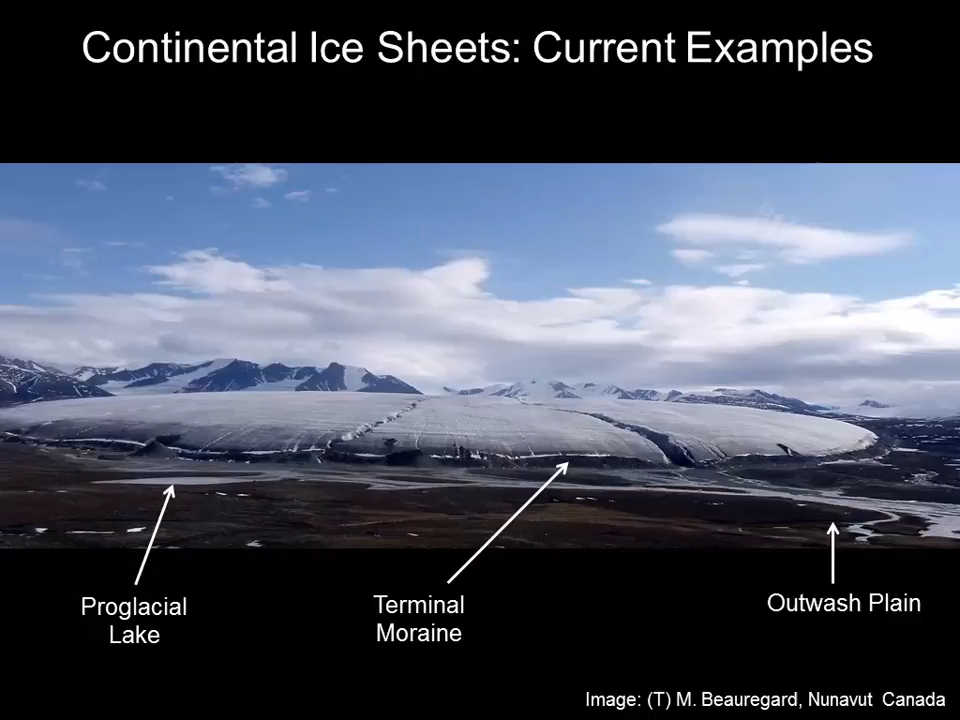 Continental Ice Sheets: Current Examples
Proglacial
Lake
Terminal
Moraine
Outwash Plain
Image: (T) M. Beauregard, Nunavut Canada